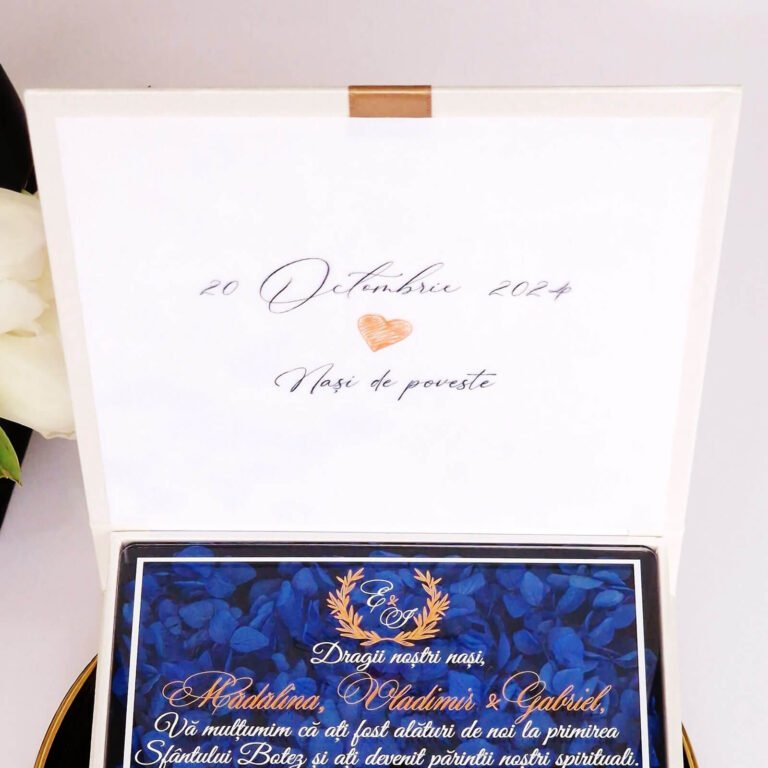 20 Octombrie 2024
Nași de poveste
E & I
Dragii noștri nași,
Mădălina, Vladimir & Gabriel,
Vă mulțumim că ați fost alături de noi la primirea
Sfântului Botez și ați devenit părinții noștri spirituali.